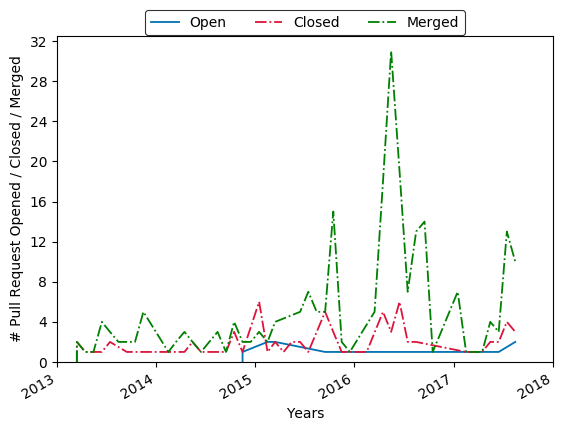 Open Closed Merged
# Pull Request Opened / Closed / Merged
32
28
24
20
16
12
8
4
0
2013 2014 2015 2016 2017 2018
Years